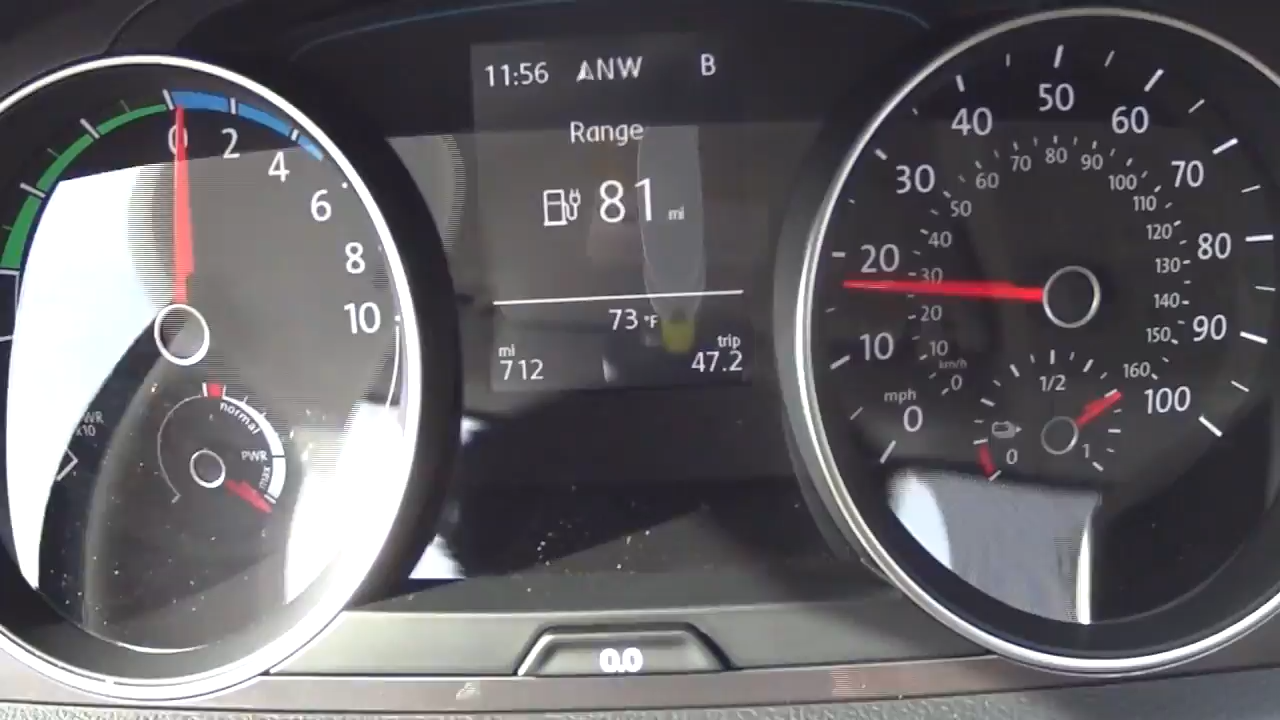 11:56 NW B
Range
81 mi
73 °F
mi
712
trip
47.2
0 2 4 6 8 10
PWR
x10
normal
PWR
max
0 10 20 30 40 50 60 70 80 90 100
mph
0 10 20 30 40 50 60 70 80 90 100 110 120 130 140 150 160
km/h
0 1/2 1
0.0